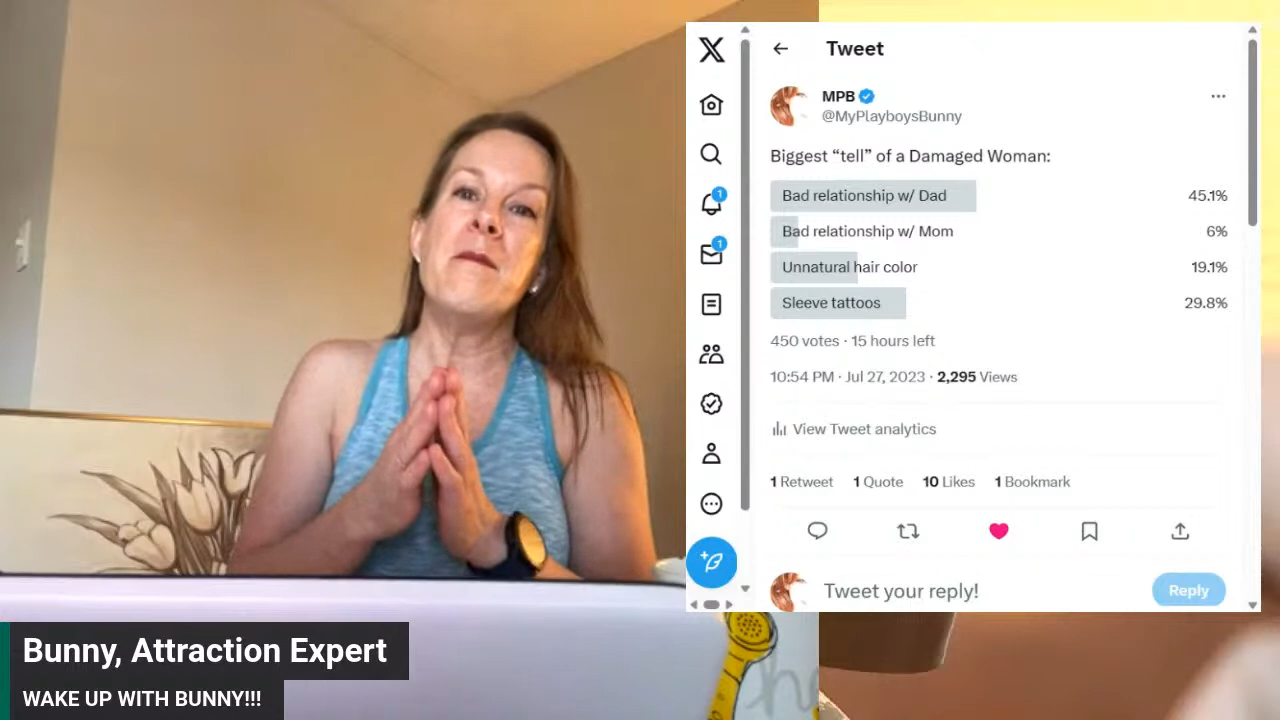 Tweet
MPB
@MyPlayboysBunny
Biggest “tell” of a Damaged Woman:
Bad relationship w/ Dad 45.1%
Bad relationship w/ Mom 6%
Unnatural hair color 19.1%
Sleeve tattoos 29.8%
450 votes · 15 hours left
10:54 PM · Jul 27, 2023 · 2,295 Views
View Tweet analytics
1 Retweet 1 Quote 10 Likes 1 Bookmark
Tweet your reply! Reply
1
1
Bunny, Attraction Expert
WAKE UP WITH BUNNY!!!